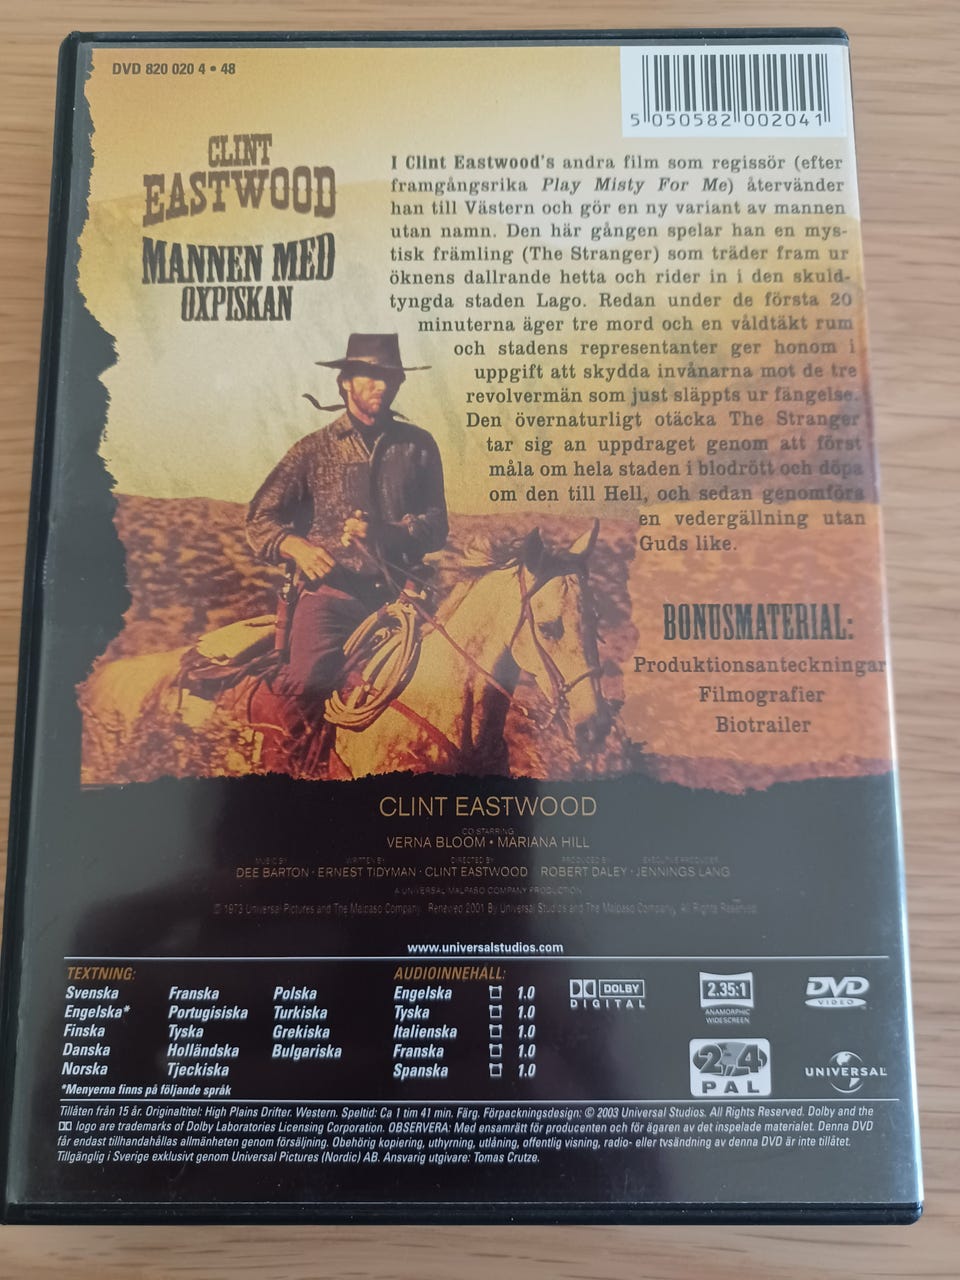 DVD 820 020 4 • 48
5 050582 002041
CLINT
EASTWOOD
MANNEN MED
OXPISKAN
I Clint Eastwood's andra film som regissör (efter
framgångsrika Play Misty For Me) återvänder
han till Västern och gör en ny variant av mannen
utan namn. Den här gången spelar han en mys-
tisk främling (The Stranger) som träder fram ur
öknens dallrande hetta och rider in i den skuld-
tyngda staden Lago. Redan under de första 20
minuterna äger tre mord och en våldtäkt rum
och stadens representanter ger honom i
uppgift att skydda invånarna mot de tre
revolvermän som just släppts ur fängelse.
Den övernaturligt otäcka The Stranger
tar sig an uppdraget genom att först
måla om hela staden i blodrött och döpa
om den till Hell, och sedan genomföra
en vedergällning utan
Guds like.
BONUSMATERIAL:
Produktionsanteckningar
Filmografier
Biotrailer
CLINT EASTWOOD
CO STARRING
VERNA BLOOM • MARIANA HILL
MUSIC BY WRITTEN BY DIRECTED BY PRODUCED BY EXECUTIVE PRODUCER
DEE BARTON · ERNEST TIDYMAN · CLINT EASTWOOD ROBERT DALEY · JENNINGS LANG
A UNIVERSAL MALPASO COMPANY PRODUCTION
© 1973 Universal Pictures and The Malpaso Company. Renewed 2001 By Universal Studios and The Malpaso Company. All Rights Reserved.
www.universalstudios.com
TEXTNING:
Svenska Franska Polska
Engelska* Portugisiska Turkiska
Finska Tyska Grekiska
Danska Holländska Bulgariska
Norska Tjeckiska
*Menyerna finns på följande språk
AUDIOINNEHÅLL:
Engelska 1.0
Tyska 1.0
Italienska 1.0
Franska 1.0
Spanska 1.0
DOLBY
DIGITAL
2.35:1
ANAMORPHIC
WIDESCREEN
DVD
VIDEO
2,4
PAL
UNIVERSAL
Tillåten från 15 år. Originaltitel: High Plains Drifter. Western. Speltid: Ca 1 tim 41 min. Färg. Förpackningsdesign: © 2003 Universal Studios. All Rights Reserved. Dolby and the
logo are trademarks of Dolby Laboratories Licensing Corporation. OBSERVERA: Med ensamrätt för producenten och för ägaren av det inspelade materialet. Denna DVD
får endast tillhandahållas allmänheten genom försäljning. Obehörig kopiering, uthyrning, utlåning, offentlig visning, radio- eller tvsändning av denna DVD är inte tillåtet.
Tillgänglig i Sverige exklusivt genom Universal Pictures (Nordic) AB. Ansvarig utgivare: Tomas Crutze.